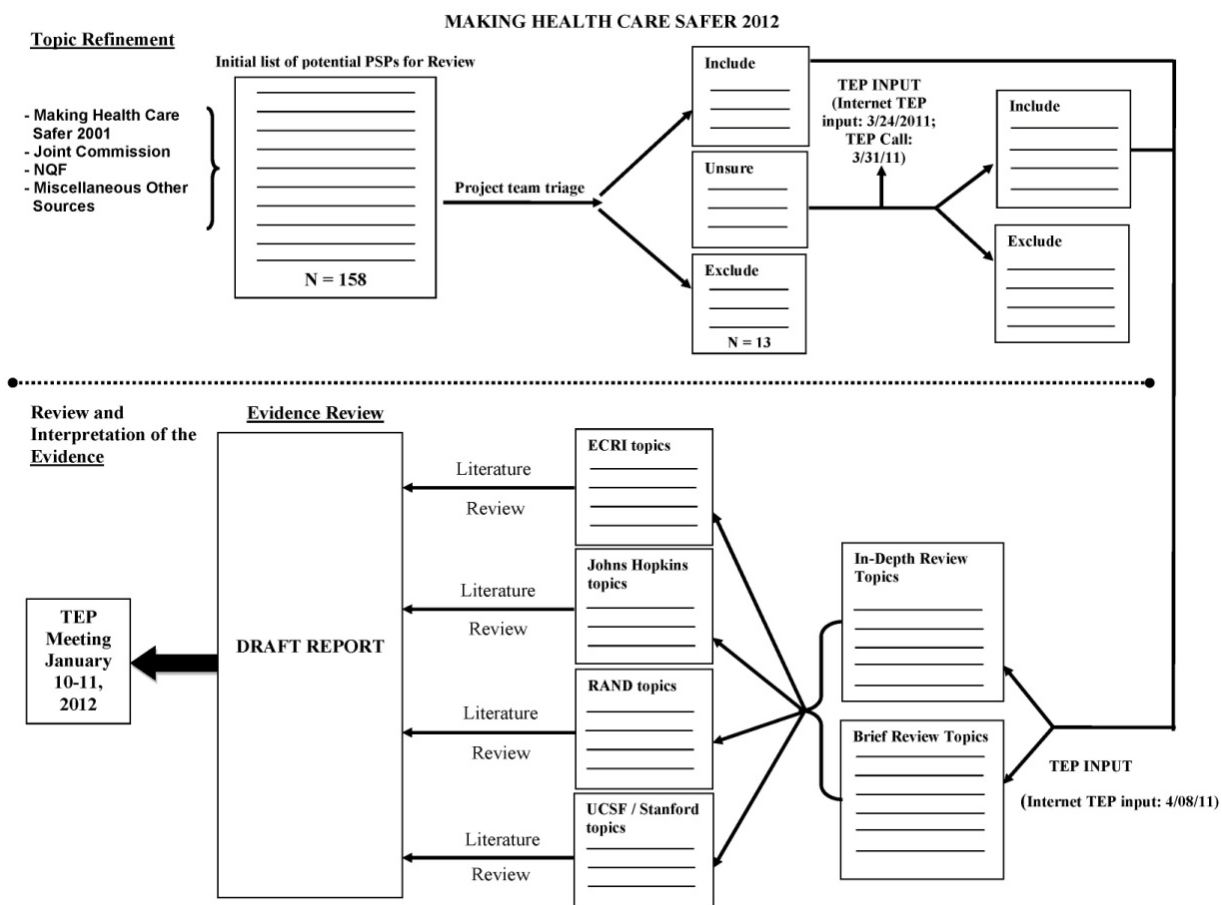 MAKING HEALTH CARE SAFER 2012
Topic Refinement
- Making Health Care
Safer 2001
- Joint Commission
- NQF
- Miscellaneous Other
Sources
Initial list of potential PSPs for Review
N = 158
Project team triage
Include
Unsure
Exclude
N = 13
TEP INPUT
(Internet TEP
input: 3/24/2011;
TEP Call:
3/31/11)
Include
Exclude
Review and
Interpretation of the
Evidence
Evidence Review
TEP
Meeting
January
10-11,
2012
DRAFT REPORT
Literature
Review
Literature
Review
Literature
Review
Literature
Review
ECRI topics
Johns Hopkins
topics
RAND topics
UCSF / Stanford
topics
In-Depth Review
Topics
Brief Review Topics
TEP INPUT
(Internet TEP input: 4/08/11)